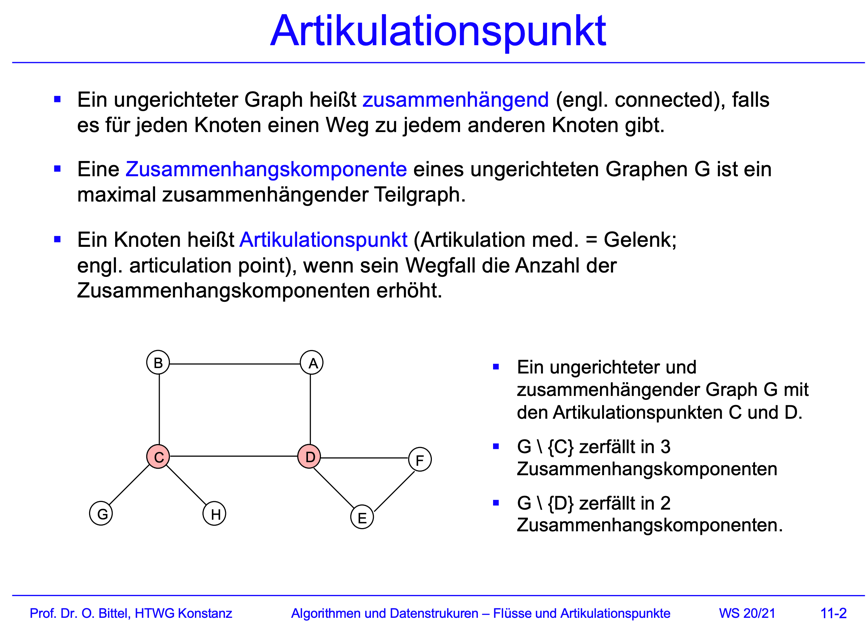 Artikulationspunkt
▪ Ein ungerichteter Graph heißt zusammenhängend (engl. connected), falls
es für jeden Knoten einen Weg zu jedem anderen Knoten gibt.
▪ Eine Zusammenhangskomponente eines ungerichteten Graphen G ist ein
maximal zusammenhängender Teilgraph.
▪ Ein Knoten heißt Artikulationspunkt (Artikulation med. = Gelenk;
engl. articulation point), wenn sein Wegfall die Anzahl der
Zusammenhangskomponenten erhöht.
B
A
C
D
F
G
H
E
▪ Ein ungerichteter und
zusammenhängender Graph G mit
den Artikulationspunkten C und D.
▪ G \ {C} zerfällt in 3
Zusammenhangskomponenten
▪ G \ {D} zerfällt in 2
Zusammenhangskomponenten.
Prof. Dr. O. Bittel, HTWG Konstanz
Algorithmen und Datenstrukuren – Flüsse und Artikulationspunkte
WS 20/21
11-2